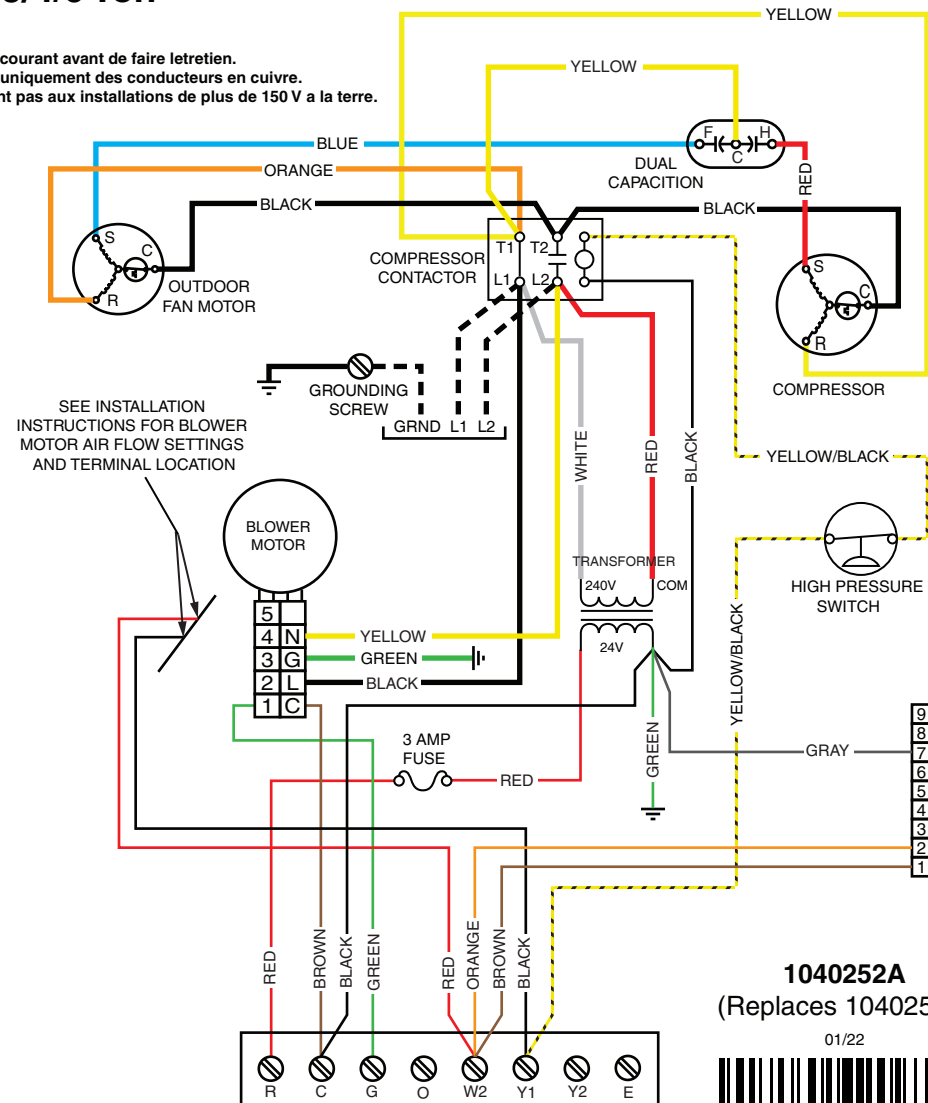 courant avant de faire letretien.
uniquement des conducteurs en cuivre.
pas aux installations de plus de 150 V a la terre.
YELLOW
YELLOW
BLUE
F
H
C
DUAL
CAPACITION
RED
ORANGE
BLACK
BLACK
S
C
R
OUTDOOR
FAN MOTOR
COMPRESSOR
CONTACTOR
T1
T2
L1
L2
S
C
R
COMPRESSOR
GROUNDING
SCREW
GRND L1 L2
SEE INSTALLATION
INSTRUCTIONS FOR BLOWER
MOTOR AIR FLOW SETTINGS
AND TERMINAL LOCATION
WHITE
RED
BLACK
YELLOW/BLACK
BLOWER
MOTOR
TRANSFORMER
240V
COM
24V
HIGH PRESSURE
SWITCH
5
4 N
3 G
2 L
1 C
YELLOW
GREEN
BLACK
YELLOW/BLACK
GREEN
3 AMP
FUSE
RED
GRAY
9
8
7
6
5
4
3
2
1
RED
BROWN
BLACK
GREEN
RED
ORANGE
BROWN
BLACK
1040252A
(Replaces
01/22
R
C
G
O
W2
Y1
Y2
E